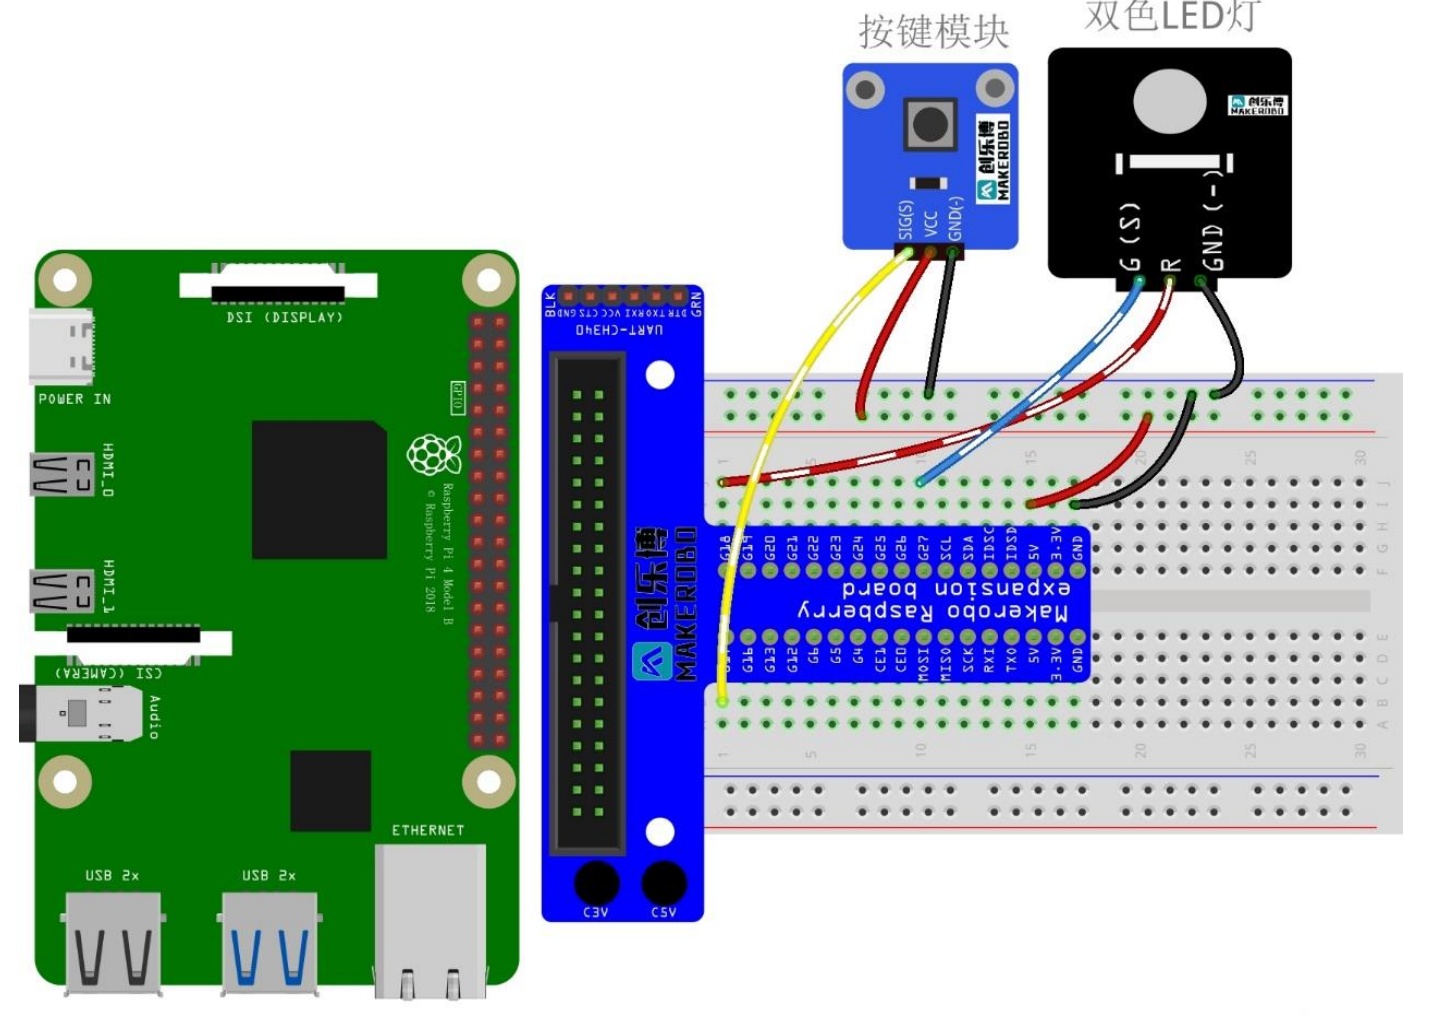 按键模块
双色LED灯
创乐博
MAKEROBO
SIG(S)
VCC
GND(-)
创乐博
MAKEROBO
G(S)
R
GND(-)
DSI (DISPLAY)
POWER IN
HDMI_0
HDMI_1
GPIO
Raspberry Pi 4 Model B
© Raspberry Pi 2018
CSI (CAMERA)
Audio
ETHERNET
USB 2x
USB 2x
BLK
GRN
GND CTS VCC RXI TXO DTR
UART-CH340
创乐博
MAKEROBO
C3V
C5V
1 5 10 15 20 25 30
J
I
H
G
F
G18 G19 G20 G21 G22 G23 G24 G25 G26 G27 SCL SDA IDSC IDSD 5V 3.3V GND
Makerobo Raspberry
expansion board
G16 G13 G12 G6 G5 G4 CE1 CE0 MOSI MISO SCK RXI TXO 5V 3.3V GND
E
D
C
B
A
1 5 10 15 20 25 30